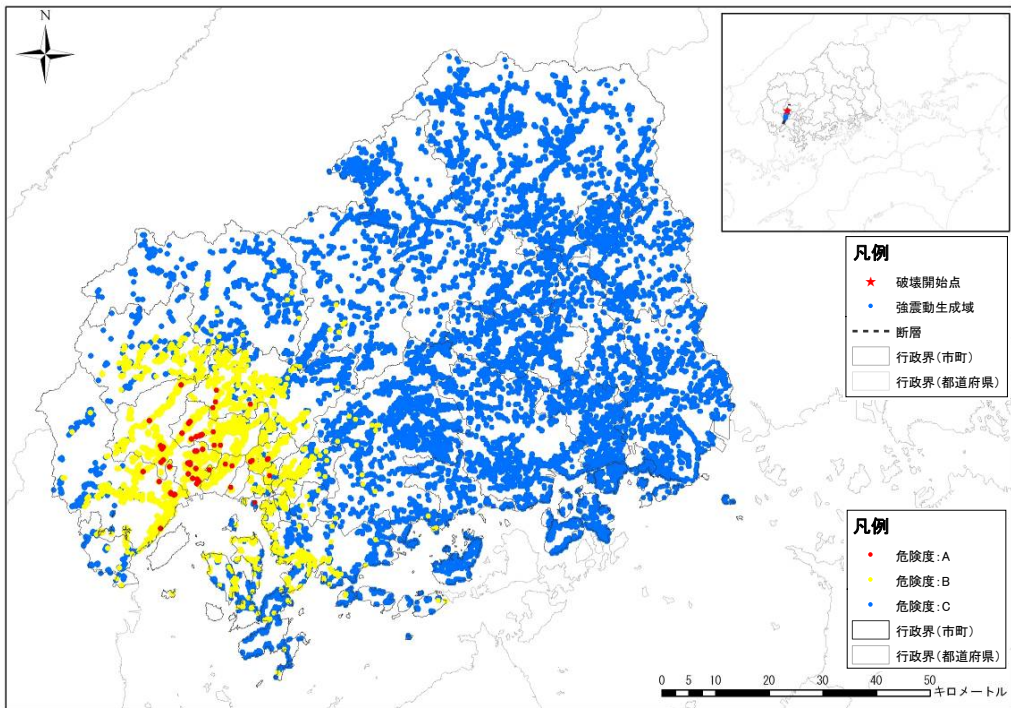 N
凡例
破壊開始点
強震動生成域
断層
行政界(市町)
行政界(都道府県)
凡例
危険度:A
危険度:B
危険度:C
行政界(市町)
行政界(都道府県)
0 5 10 20 30 40 50
キロメートル